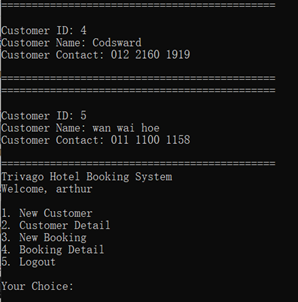 =============================================
Customer ID: 4
Customer Name: Codsward
Customer Contact: 012 2160 1919
=============================================
=============================================
Customer ID: 5
Customer Name: wan wai hoe
Customer Contact: 011 1100 1158
=============================================
Trivago Hotel Booking System
Welcome, arthur
1. New Customer
2. Customer Detail
3. New Booking
4. Booking Detail
5. Logout
Your Choice: